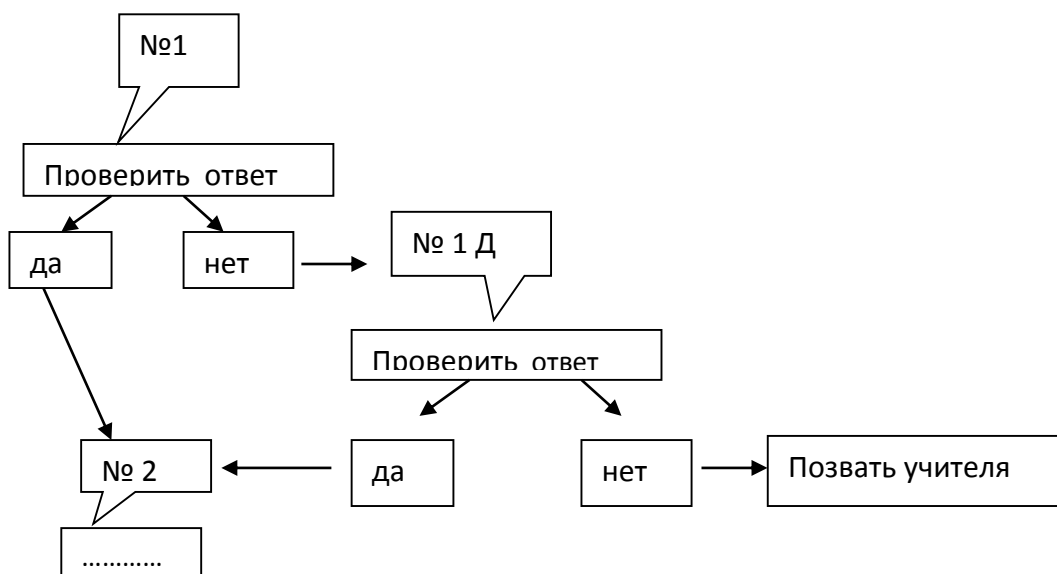 №1
Проверить ответ
да
нет
№ 1 Д
Проверить ответ
№ 2
да
нет
Позвать учителя
…………